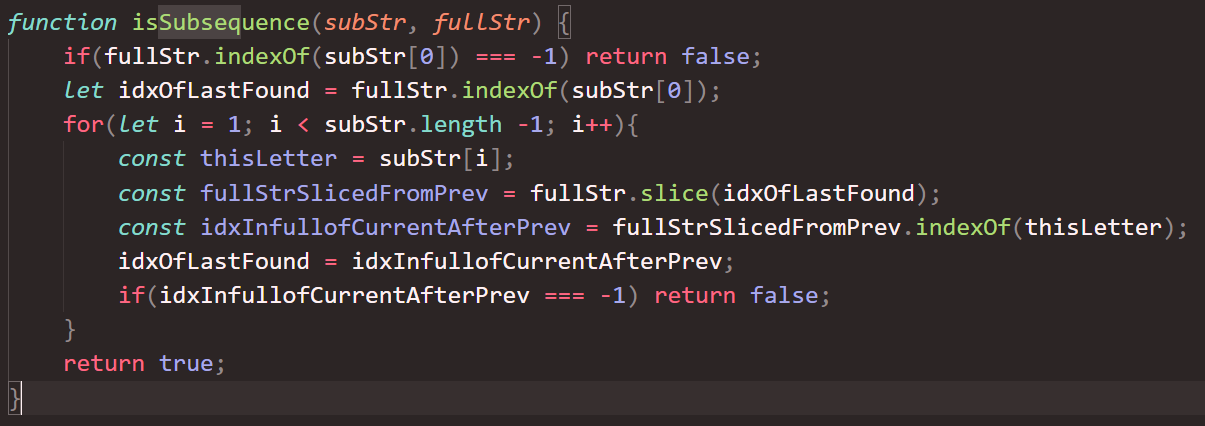 function isSubsequence(subStr, fullStr) {
    if(fullStr.indexOf(subStr[0]) === -1) return false;
    let idxOfLastFound = fullStr.indexOf(subStr[0]);
    for(let i = 1; i < subStr.length -1; i++){
        const thisLetter = subStr[i];
        const fullStrSlicedFromPrev = fullStr.slice(idxOfLastFound);
        const idxInfullofCurrentAfterPrev = fullStrSlicedFromPrev.indexOf(thisLetter);
        idxOfLastFound = idxInfullofCurrentAfterPrev;
        if(idxInfullofCurrentAfterPrev === -1) return false;
    }
    return true;
}